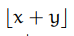 ⌊x + y⌋